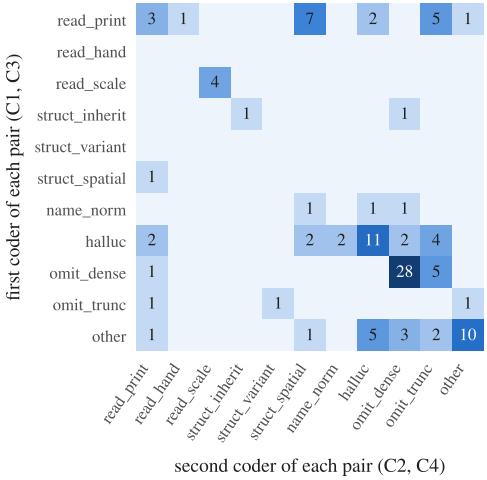 first coder of each pair (C1, C3)
read_print 3 1 7 2 5 1
read_hand
read_scale 4
struct_inherit 1 1
struct_variant
struct_spatial 1
name_norm 1 1 1
halluc 2 2 2 11 2 4
omit_dense 1 28 5
omit_trunc 1 1 1
other 1 1 5 3 2 10
read_print read_hand read_scale struct_inherit struct_variant struct_spatial name_norm halluc omit_dense omit_trunc other
second coder of each pair (C2, C4)